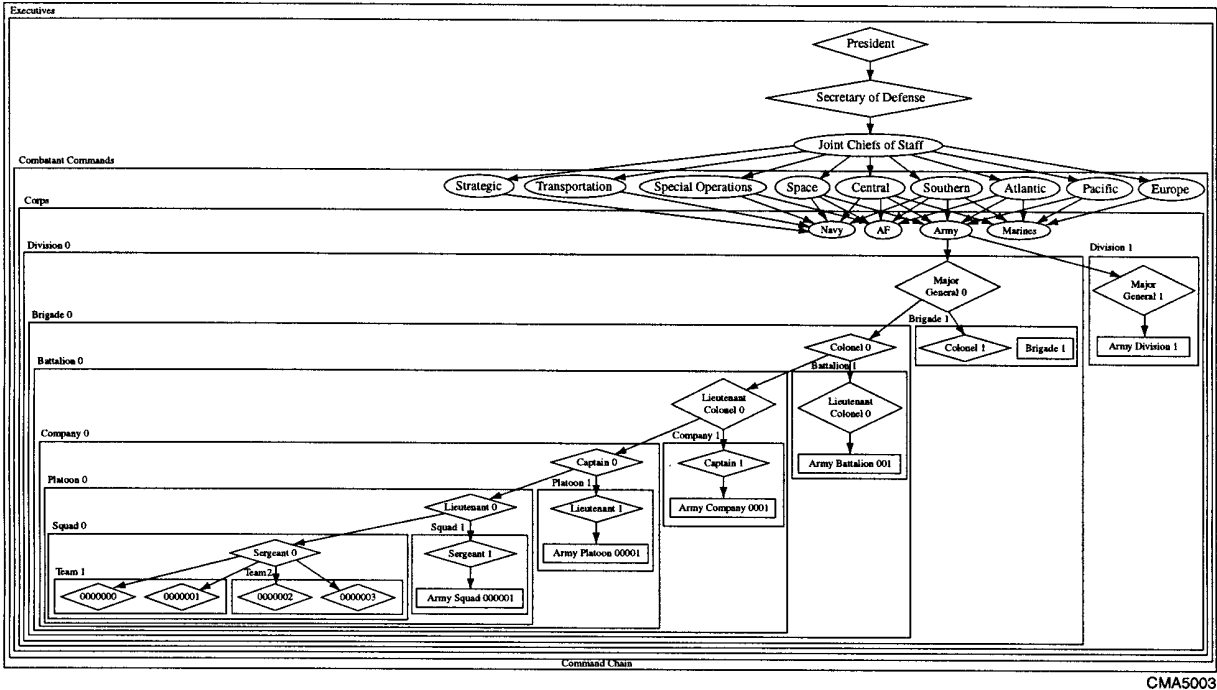 Executives
President
Secretary of Defense
Joint Chiefs of Staff
Combatant Commands
Strategic
Transportation
Special Operations
Space
Central
Southern
Atlantic
Pacific
Europe
Corps
Navy
AF
Army
Marines
Division 0
Division 1
Major
General 0
Major
General 1
Army Division 1
Brigade 0
Brigade 1
Colonel 0
Colonel 1
Brigade 1
Battalion 0
Battalion 1
Lieutenant
Colonel 0
Lieutenant
Colonel 0
Army Battalion 001
Company 0
Company 1
Captain 0
Captain 1
Army Company 0001
Platoon 0
Platoon 1
Lieutenant 0
Lieutenant 1
Army Platoon 00001
Squad 0
Squad 1
Sergeant 0
Sergeant 1
Army Squad 000001
Team 1
Team 2
0000000
0000001
0000002
0000003
Command Chain
CMA5003